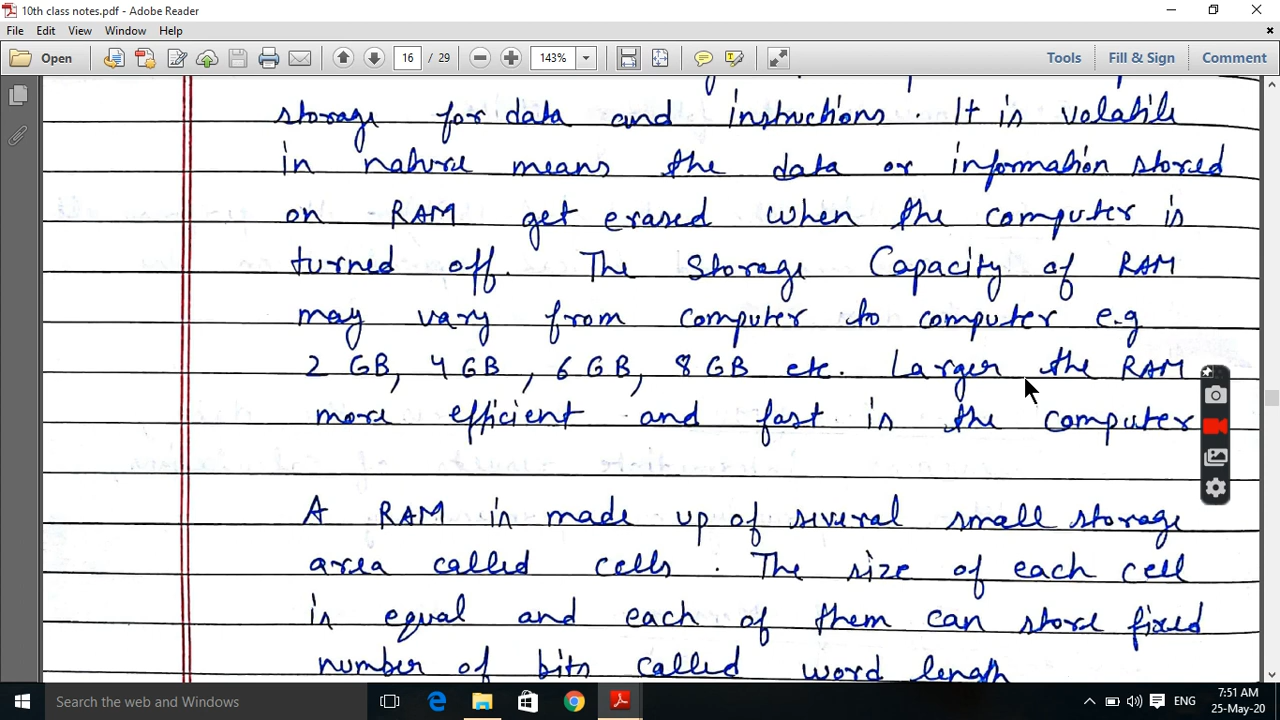 10th class notes.pdf - Adobe Reader
File Edit View Window Help
Open 16 / 29 143% Tools Fill & Sign Comment
storage for data and instructions. It is volatile
in nature means the data or information stored
on RAM get erased when the computer is
turned off. The Storage Capacity of RAM
may vary from computer to computer e.g
2 GB, 4 GB, 6 GB, 8 GB etc. Larger the RAM
more efficient and fast is the computer
A RAM is made up of several small storage
area called cells. The size of each cell
is equal and each of them can store fixed
number of bits called word length
Search the web and Windows
ENG
7:51 AM
25-May-20